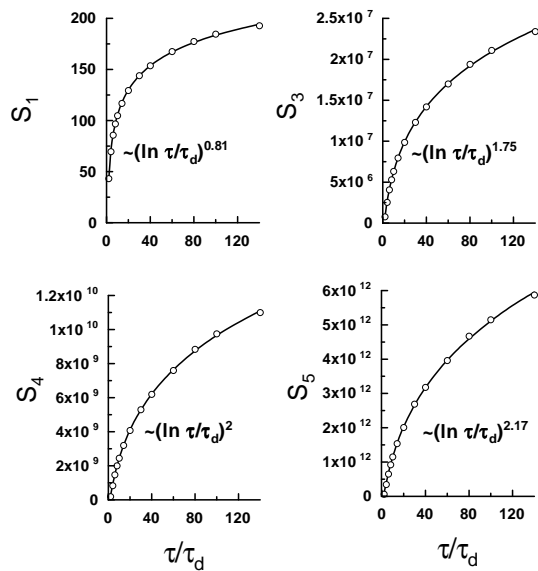 200
150
100
50
0
S1
~(ln τ/τd)^0.81
0 40 80 120
2.5x10^7
2.0x10^7
1.5x10^7
1.0x10^7
5x10^6
0
S3
~(ln τ/τd)^1.75
0 40 80 120
1.2x10^10
1x10^10
8x10^9
6x10^9
4x10^9
2x10^9
0
S4
~(ln τ/τd)^2
0 40 80 120
τ/τd
6x10^12
5x10^12
4x10^12
3x10^12
2x10^12
1x10^12
0
S5
~(ln τ/τd)^2.17
0 40 80 120
τ/τd